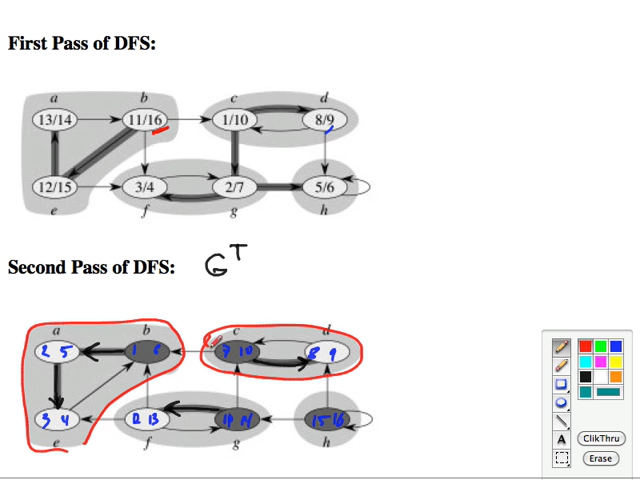 First Pass of DFS:
a b c d
13/14 11/16 1/10 8/9
12/15 3/4 2/7 5/6
e f g h
Second Pass of DFS: G^T
a b c d
2 5 1 6 7 10 8 9
3 4 12 13 11 14 15 16
e f g h
A ClikThru
Erase